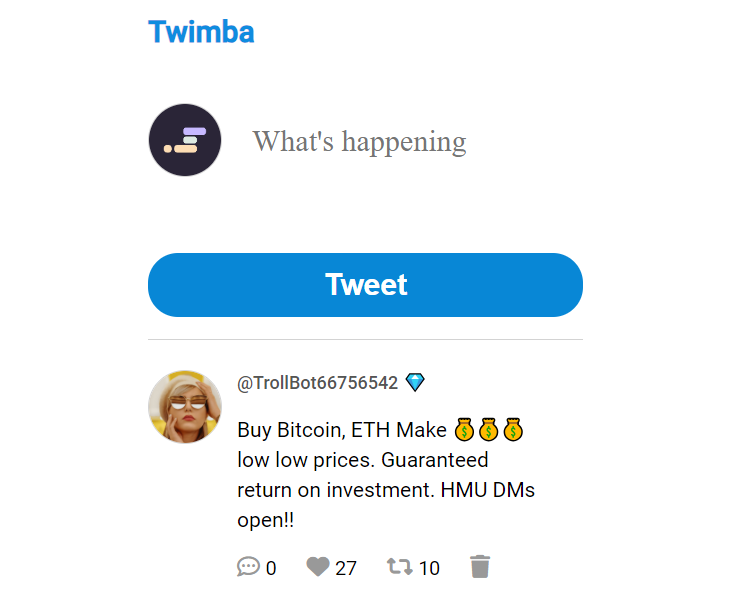 Twimba
What's happening
Tweet
@TrollBot66756542 💎
Buy Bitcoin, ETH Make 💰💰💰
low low prices. Guaranteed
return on investment. HMU DMs
open!!
0 27 10